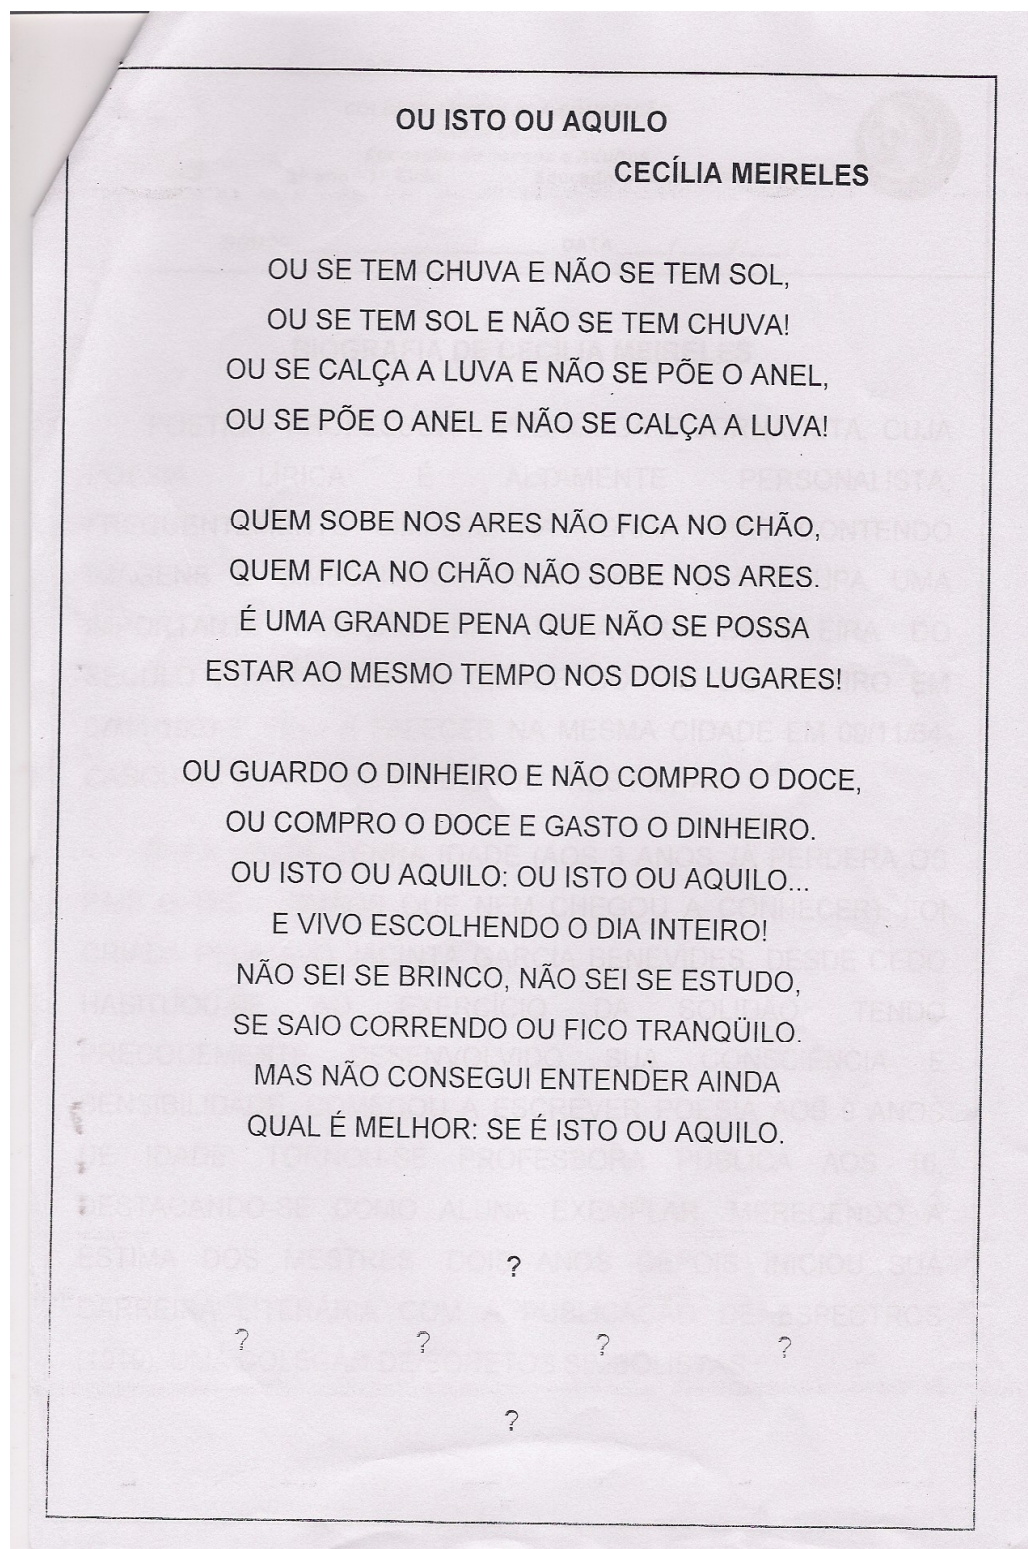 OU ISTO OU AQUILO
CECÍLIA MEIRELES
OU SE TEM CHUVA E NÃO SE TEM SOL,
OU SE TEM SOL E NÃO SE TEM CHUVA!
OU SE CALÇA A LUVA E NÃO SE PÕE O ANEL,
OU SE PÕE O ANEL E NÃO SE CALÇA A LUVA!
QUEM SOBE NOS ARES NÃO FICA NO CHÃO,
QUEM FICA NO CHÃO NÃO SOBE NOS ARES.
É UMA GRANDE PENA QUE NÃO SE POSSA
ESTAR AO MESMO TEMPO NOS DOIS LUGARES!
OU GUARDO O DINHEIRO E NÃO COMPRO O DOCE,
OU COMPRO O DOCE E GASTO O DINHEIRO.
OU ISTO OU AQUILO: OU ISTO OU AQUILO...
E VIVO ESCOLHENDO O DIA INTEIRO!
NÃO SEI SE BRINCO, NÃO SEI SE ESTUDO,
SE SAIO CORRENDO OU FICO TRANQÜILO.
MAS NÃO CONSEGUI ENTENDER AINDA
QUAL É MELHOR: SE É ISTO OU AQUILO.
?
? ? ? ?
?